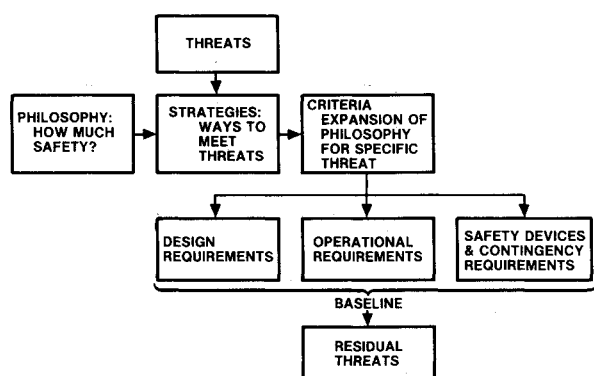 THREATS
PHILOSOPHY:
HOW MUCH
SAFETY?
STRATEGIES:
WAYS TO
MEET
THREATS
CRITERIA
EXPANSION OF
PHILOSOPHY
FOR SPECIFIC
THREAT
DESIGN
REQUIREMENTS
OPERATIONAL
REQUIREMENTS
SAFETY DEVICES
& CONTINGENCY
REQUIREMENTS
BASELINE
RESIDUAL
THREATS